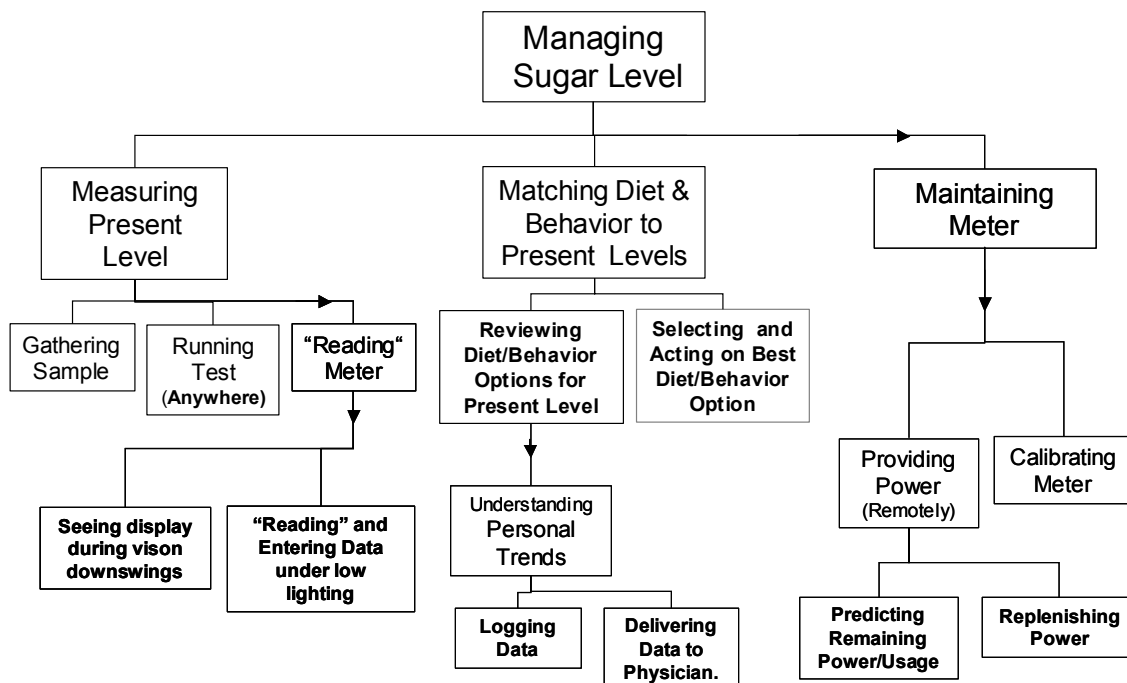 Managing
Sugar Level
Measuring
Present
Level
Matching Diet &
Behavior to
Present Levels
Maintaining
Meter
Gathering
Sample
Running
Test
(Anywhere)
“Reading“
Meter
Reviewing
Diet/Behavior
Options for
Present Level
Selecting and
Acting on Best
Diet/Behavior
Option
Providing
Power
(Remotely)
Calibrating
Meter
Seeing display
during vison
downswings
“Reading” and
Entering Data
under low
lighting
Understanding
Personal
Trends
Logging
Data
Delivering
Data to
Physician.
Predicting
Remaining
Power/Usage
Replenishing
Power